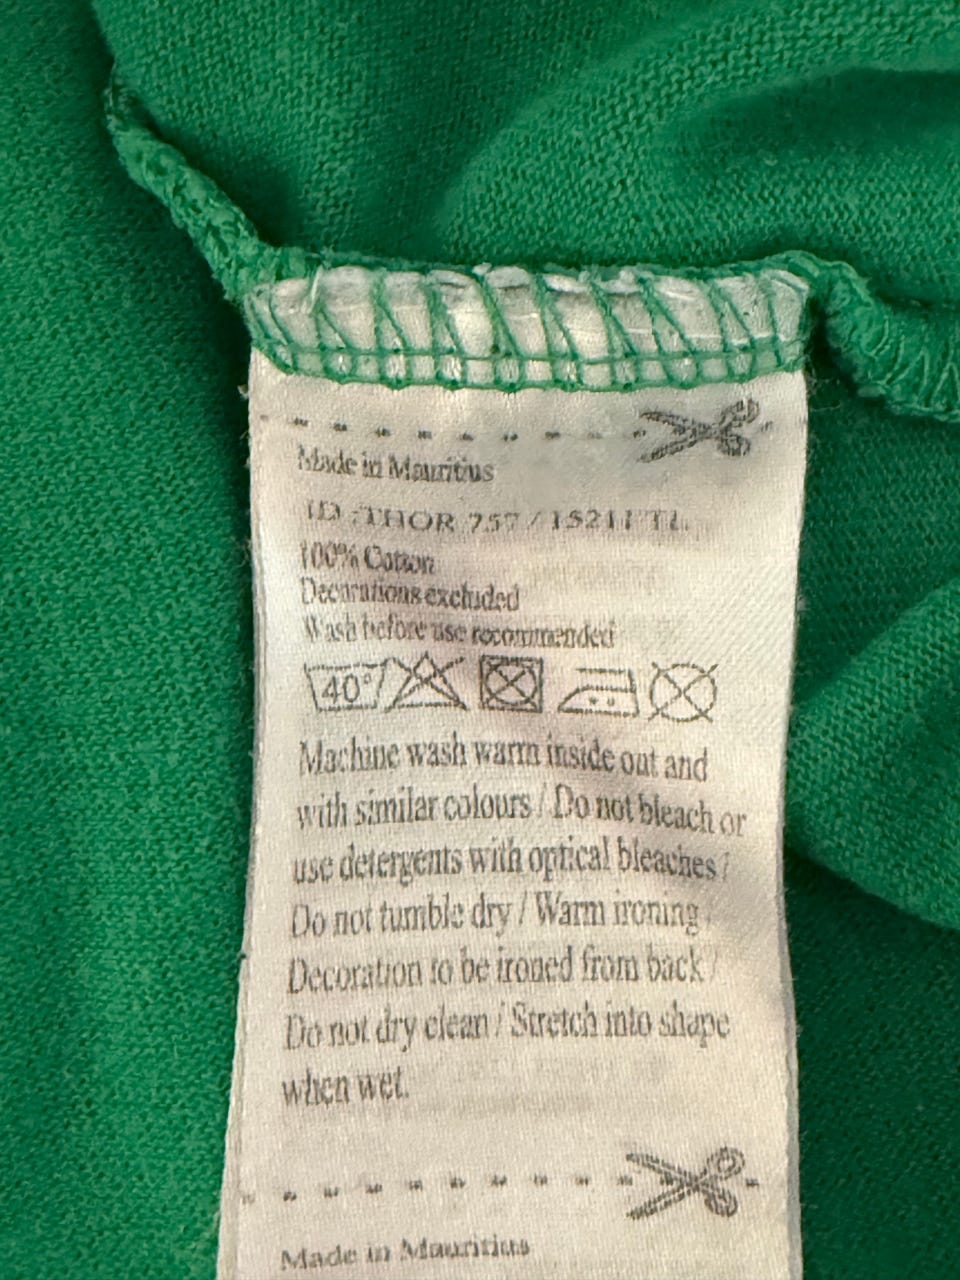 Made in Mauritius
ID :THOR 757 / 15211 TL.
100% Cotton
Decorations excluded
Wash before use recommended
40°
Machine wash warm inside out and
with similar colours / Do not bleach or
use detergents with optical bleaches /
Do not tumble dry / Warm ironing /
Decoration to be ironed from back /
Do not dry clean / Stretch into shape
when wet.
Made in Mauritius